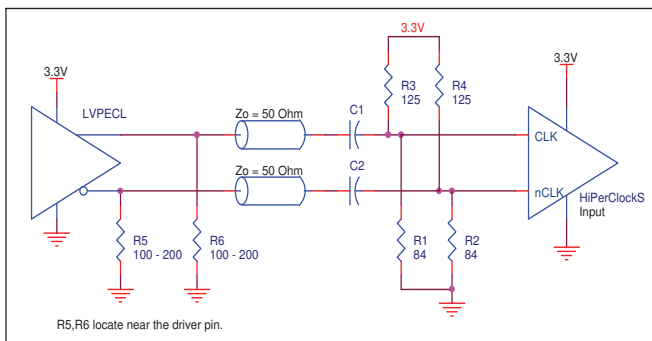 3.3V
3.3V
3.3V
R3
125
R4
125
LVPECL
Zo = 50 Ohm
C1
CLK
Zo = 50 Ohm
C2
nCLK
HiPerClockS
Input
R5
100 - 200
R6
100 - 200
R1
84
R2
84
R5,R6 locate near the driver pin.